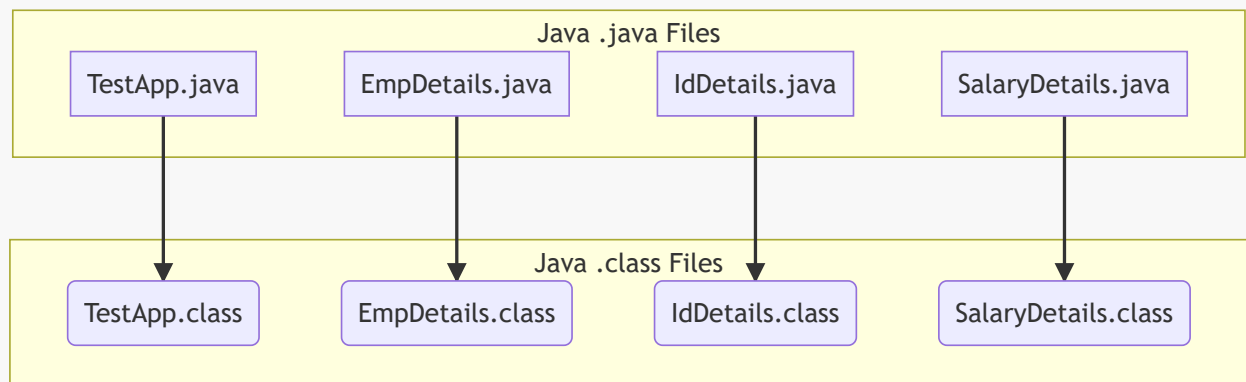 Java .java Files
TestApp.java
EmpDetails.java
IdDetails.java
SalaryDetails.java
Java .class Files
TestApp.class
EmpDetails.class
IdDetails.class
SalaryDetails.class